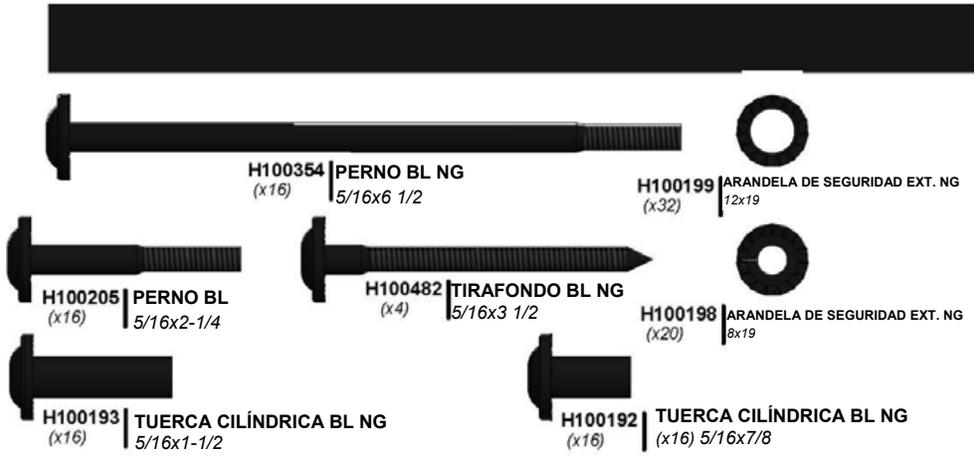 H100354 PERNO BL NG
(x16) 5/16x6 1/2
H100199 ARANDELA DE SEGURIDAD EXT. NG
(x32) 12x19
H100205 PERNO BL
(x16) 5/16x2-1/4
H100482 TIRAFONDO BL NG
(x4) 5/16x3 1/2
H100198 ARANDELA DE SEGURIDAD EXT. NG
(x20) 8x19
H100193 TUERCA CILÍNDRICA BL NG
(x16) 5/16x1-1/2
H100192 TUERCA CILÍNDRICA BL NG
(x16) (x16) 5/16x7/8